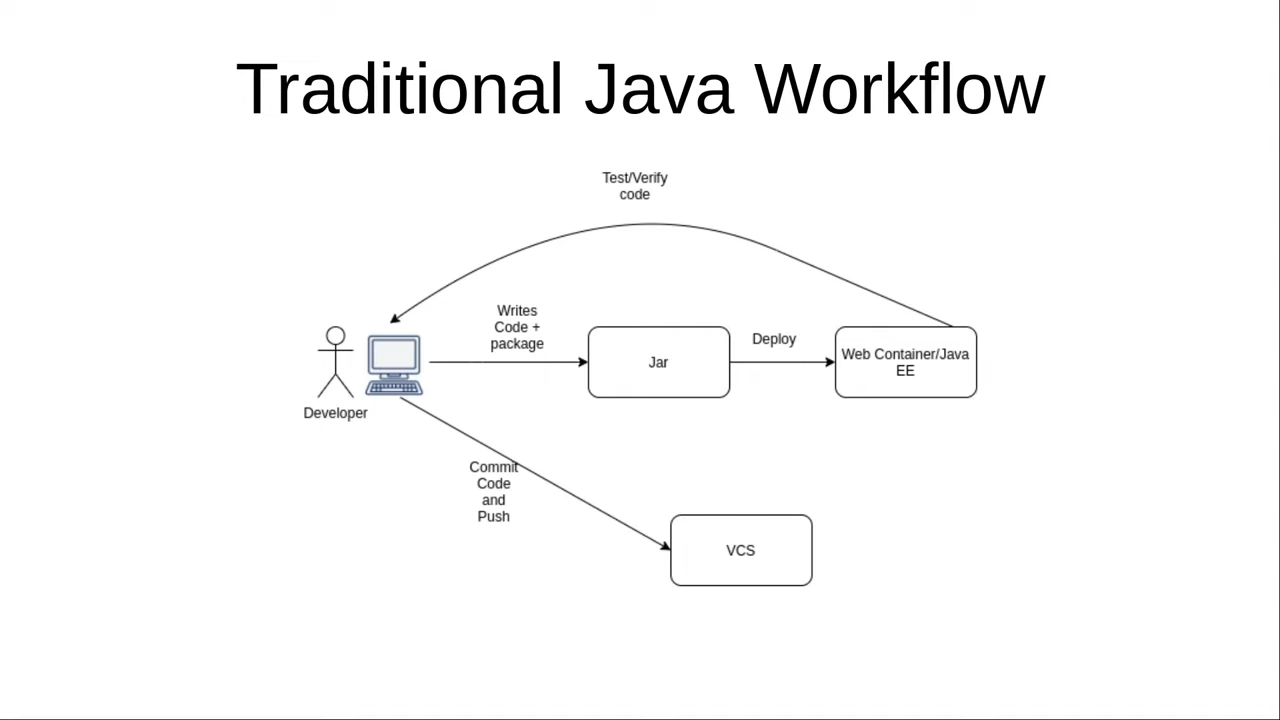 Traditional Java Workflow
Test/Verify
code
Writes
Code +
package
Jar
Deploy
Web Container/Java
EE
Developer
Commit
Code
and
Push
VCS